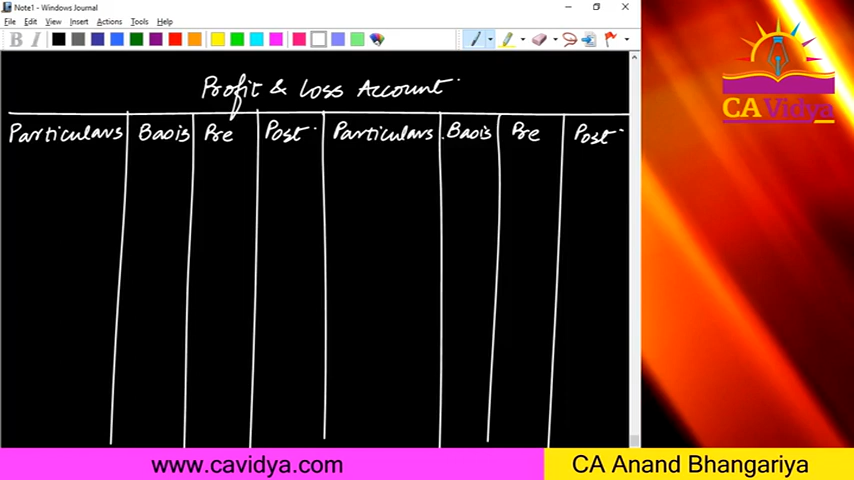 Note1 - Windows Journal
File Edit View Insert Actions Tools Help
B I
Profit & Loss Account
Particulars Basis Pre Post Particulars Basis Pre Post
CA Vidya
www.cavidya.com
CA Anand Bhangariya